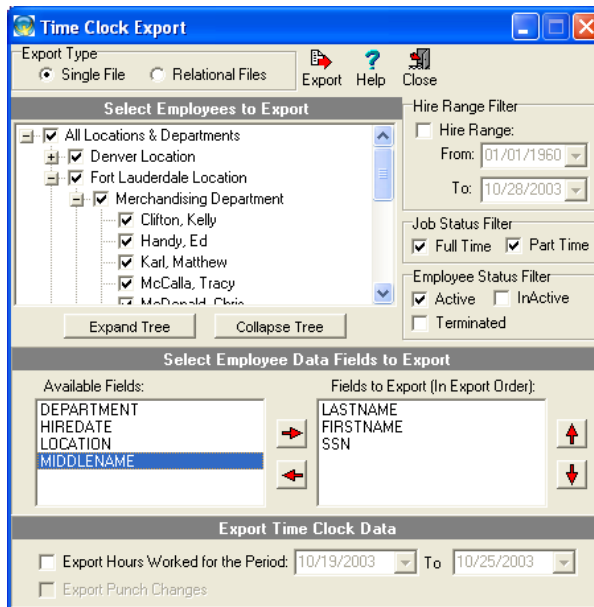 Time Clock Export
Export Type
Single File Relational Files
Export Help Close
Select Employees to Export
All Locations & Departments
Denver Location
Fort Lauderdale Location
Merchandising Department
Clifton, Kelly
Handy, Ed
Karl, Matthew
McCalla, Tracy
McDonald, Chris
Expand Tree Collapse Tree
Hire Range Filter
Hire Range:
From: 01/01/1960
To: 10/28/2003
Job Status Filter
Full Time Part Time
Employee Status Filter
Active InActive
Terminated
Select Employee Data Fields to Export
Available Fields:
DEPARTMENT
HIREDATE
LOCATION
MIDDLENAME
Fields to Export (In Export Order):
LASTNAME
FIRSTNAME
SSN
Export Time Clock Data
Export Hours Worked for the Period: 10/19/2003 To 10/25/2003
Export Punch Changes